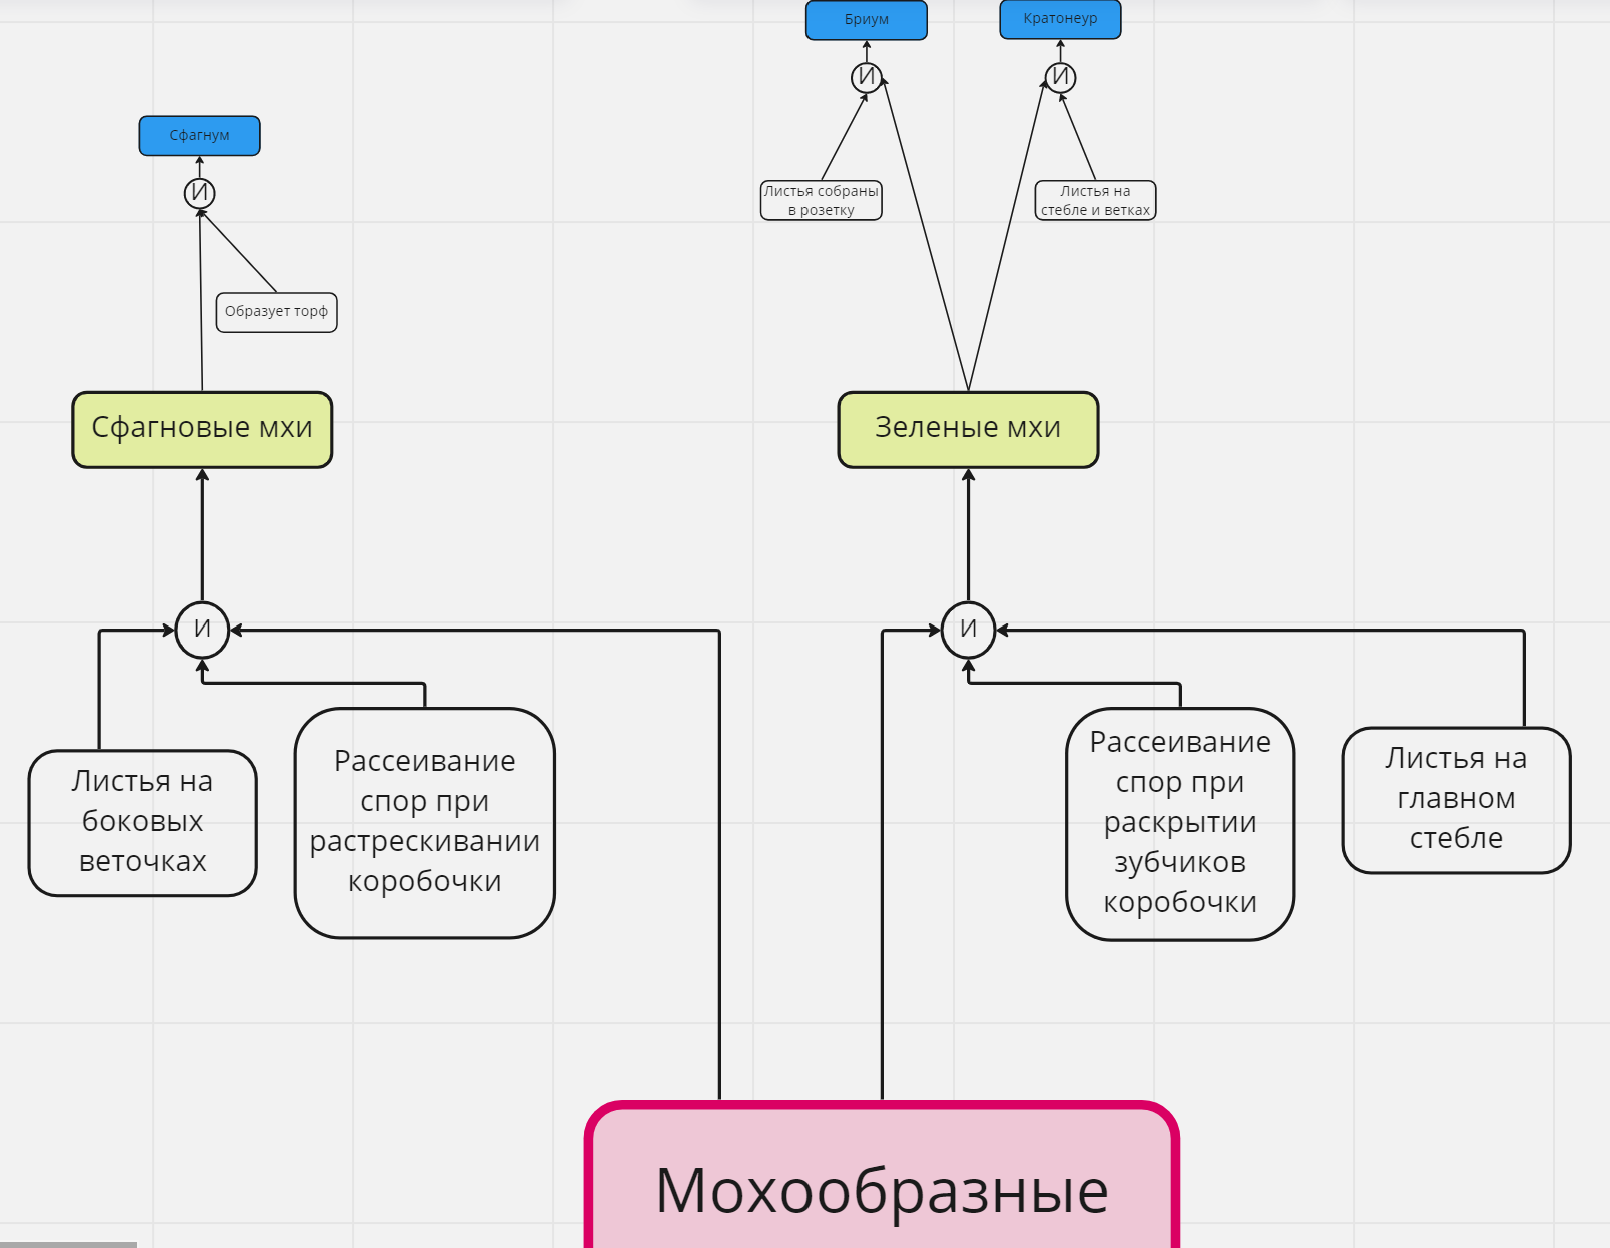 Бриум
Кратонеур
И
И
Сфагнум
И
Листья собраны
в розетку
Листья на
стебле и ветках
Образует торф
Сфагновые мхи
Зеленые мхи
И
И
Листья на
боковых
веточках
Рассеивание
спор при
растрескивании
коробочки
Рассеивание
спор при
раскрытии
зубчиков
коробочки
Листья на
главном
стебле
Мохообразные